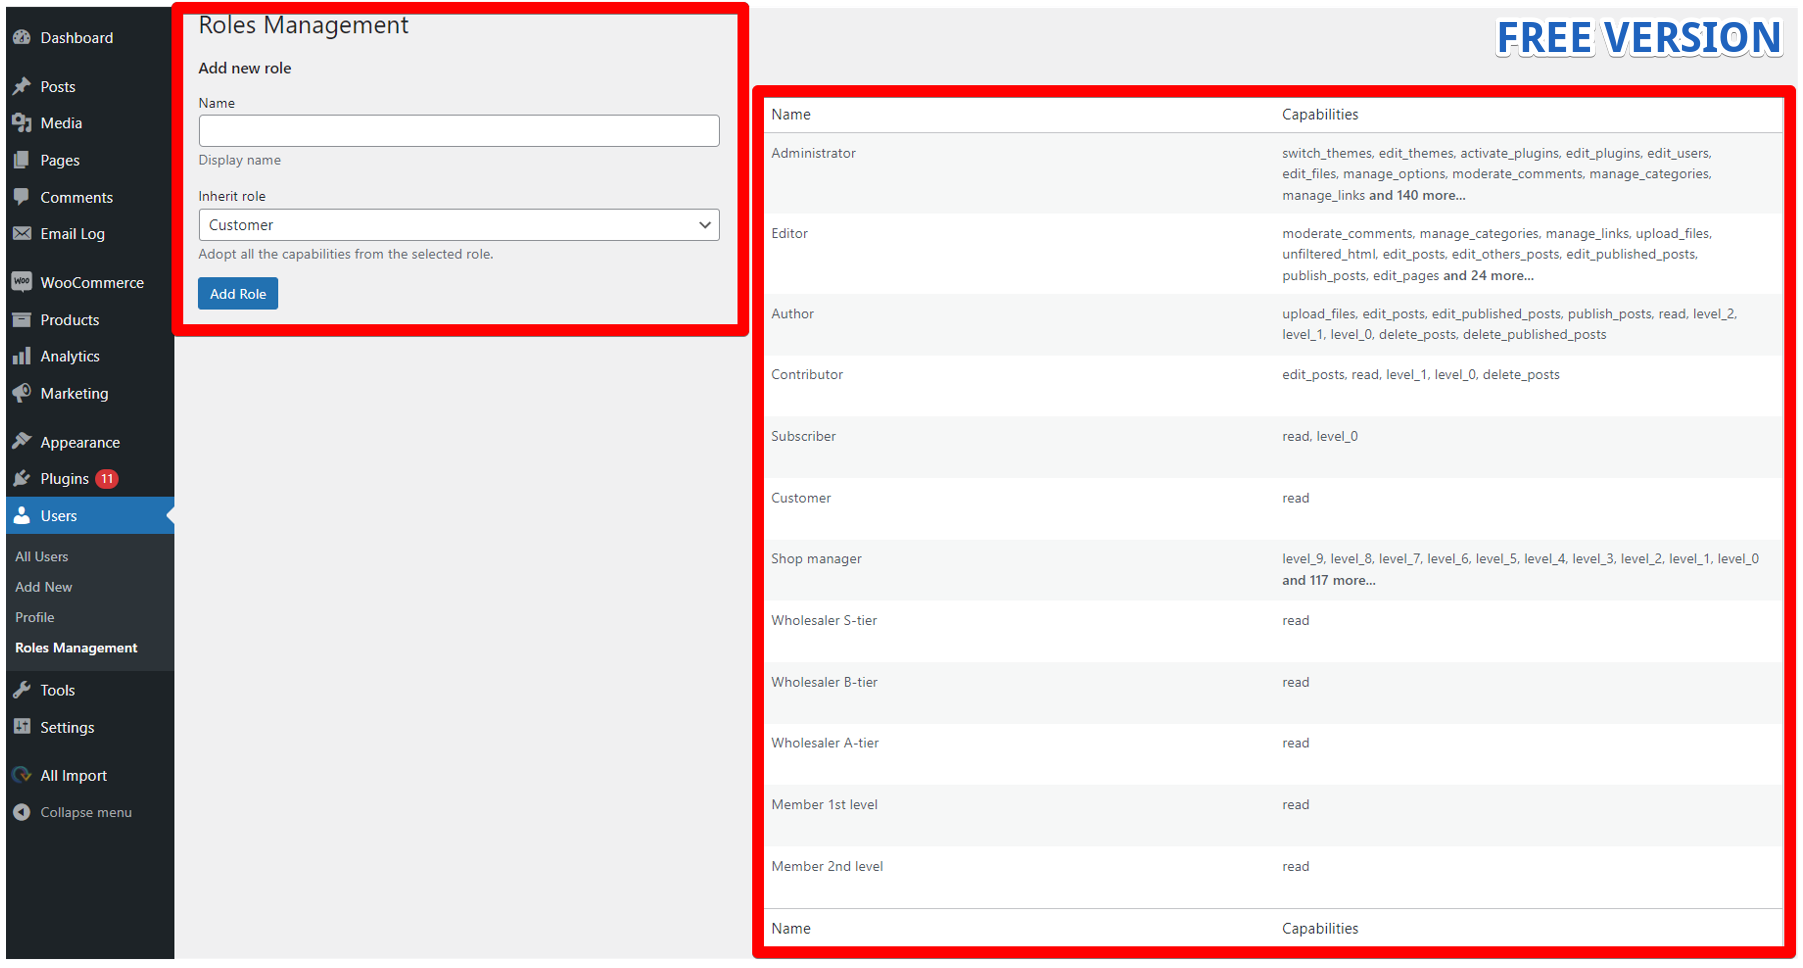 Dashboard
Posts
Media
Pages
Comments
Email Log
WooCommerce
Products
Analytics
Marketing
Appearance
Plugins 11
Users
All Users
Add New
Profile
Roles Management
Tools
Settings
All Import
Collapse menu
Roles Management
Add new role
Name
Display name
Inherit role
Customer
Adopt all the capabilities from the selected role.
Add Role
FREE VERSION
Name Capabilities
Administrator switch_themes, edit_themes, activate_plugins, edit_plugins, edit_users,
edit_files, manage_options, moderate_comments, manage_categories,
manage_links and 140 more...
Editor moderate_comments, manage_categories, manage_links, upload_files,
unfiltered_html, edit_posts, edit_others_posts, edit_published_posts,
publish_posts, edit_pages and 24 more...
Author upload_files, edit_posts, edit_published_posts, publish_posts, read, level_2,
level_1, level_0, delete_posts, delete_published_posts
Contributor edit_posts, read, level_1, level_0, delete_posts
Subscriber read, level_0
Customer read
Shop manager level_9, level_8, level_7, level_6, level_5, level_4, level_3, level_2, level_1, level_0
and 117 more...
Wholesaler S-tier read
Wholesaler B-tier read
Wholesaler A-tier read
Member 1st level read
Member 2nd level read
Name Capabilities